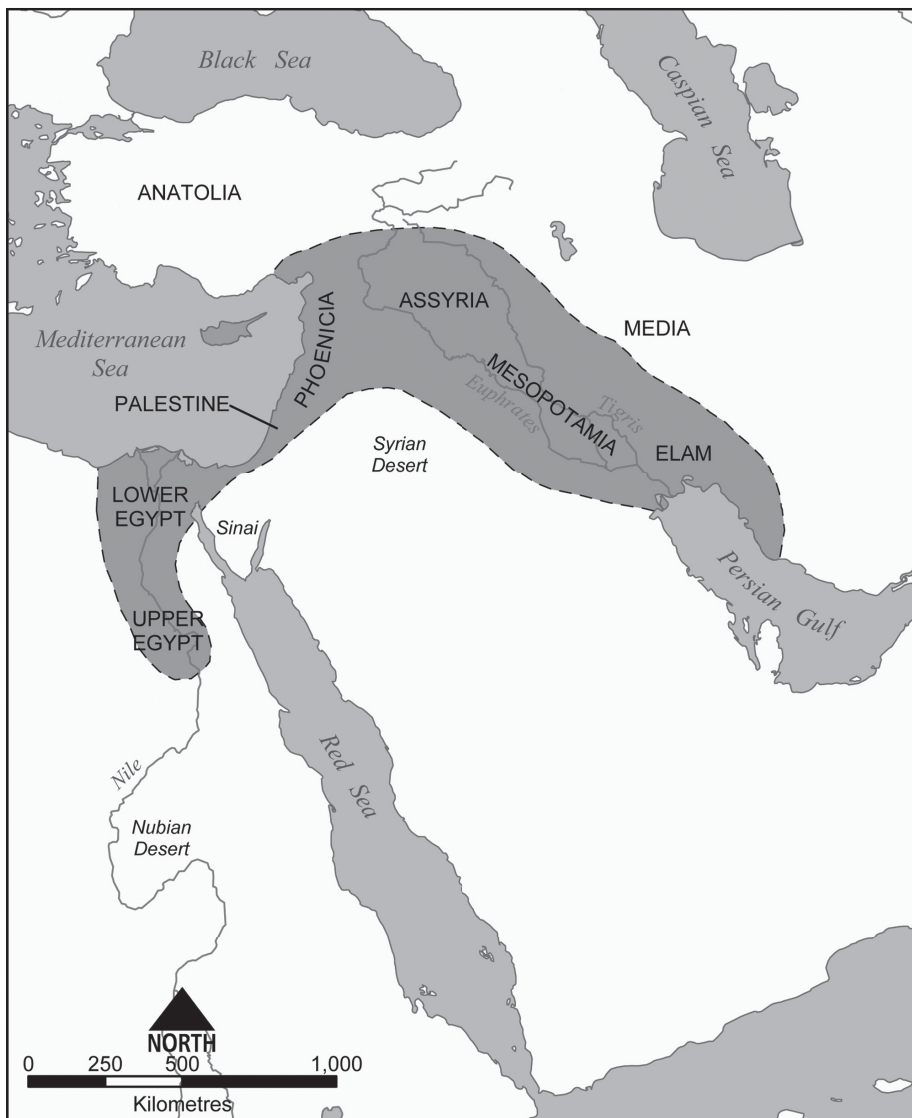 Black Sea
Caspian Sea
ANATOLIA
ASSYRIA
PHOENICIA
MEDIA
Mediterranean
Sea
MESOPOTAMIA
Euphrates
Tigris
PALESTINE
Syrian
Desert
ELAM
LOWER
EGYPT
Sinai
Persian Gulf
UPPER
EGYPT
Red Sea
Nile
Nubian
Desert
NORTH
0 250 500 1,000
Kilometres